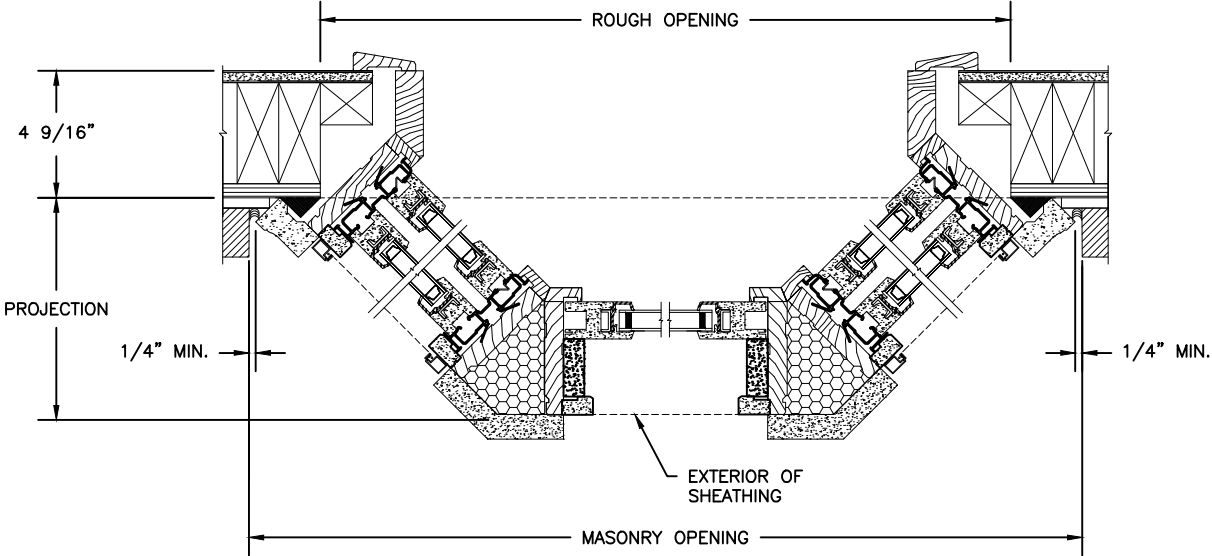 ROUGH OPENING
4 9/16”
PROJECTION
1/4” MIN.
1/4” MIN.
EXTERIOR OF
SHEATHING
MASONRY OPENING